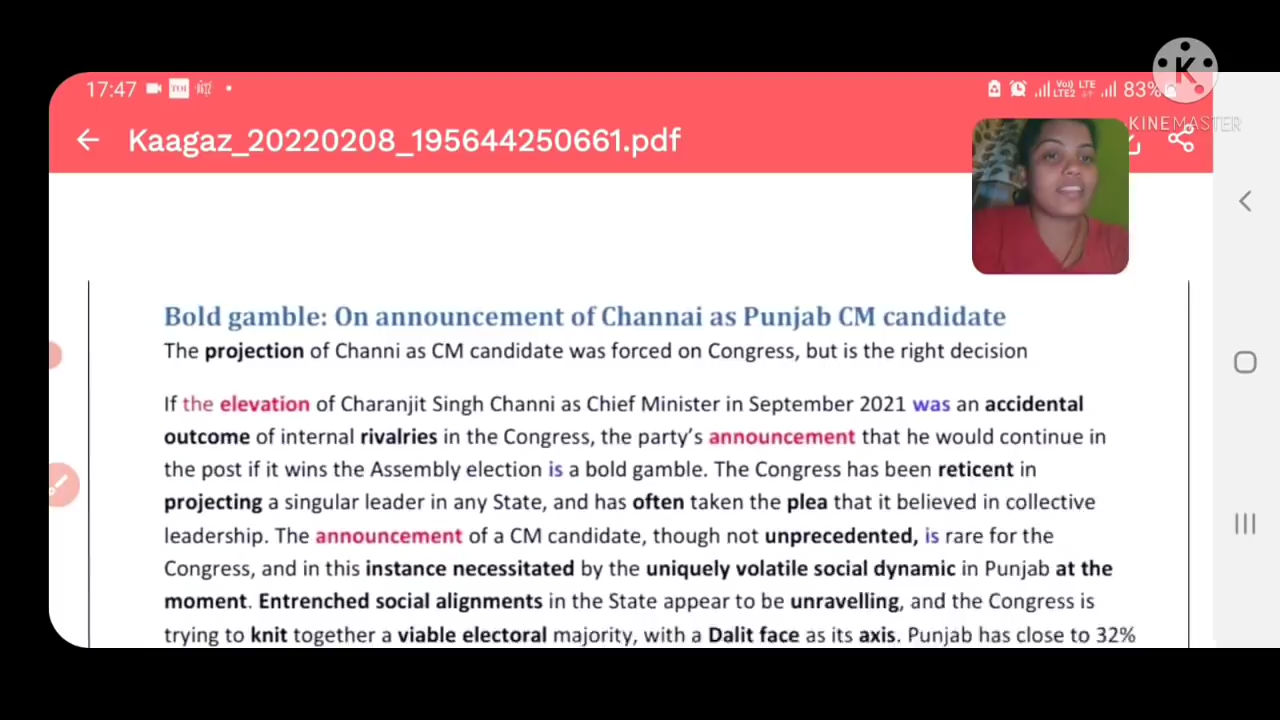 17:47 TOI Vo) LTE LTE2 83%
KINEMASTER
Kaagaz_20220208_195644250661.pdf
Bold gamble: On announcement of Channai as Punjab CM candidate
The projection of Channi as CM candidate was forced on Congress, but is the right decision
If the elevation of Charanjit Singh Channi as Chief Minister in September 2021 was an accidental
outcome of internal rivalries in the Congress, the party’s announcement that he would continue in
the post if it wins the Assembly election is a bold gamble. The Congress has been reticent in
projecting a singular leader in any State, and has often taken the plea that it believed in collective
leadership. The announcement of a CM candidate, though not unprecedented, is rare for the
Congress, and in this instance necessitated by the uniquely volatile social dynamic in Punjab at the
moment. Entrenched social alignments in the State appear to be unravelling, and the Congress is
trying to knit together a viable electoral majority, with a Dalit face as its axis. Punjab has close to 32%